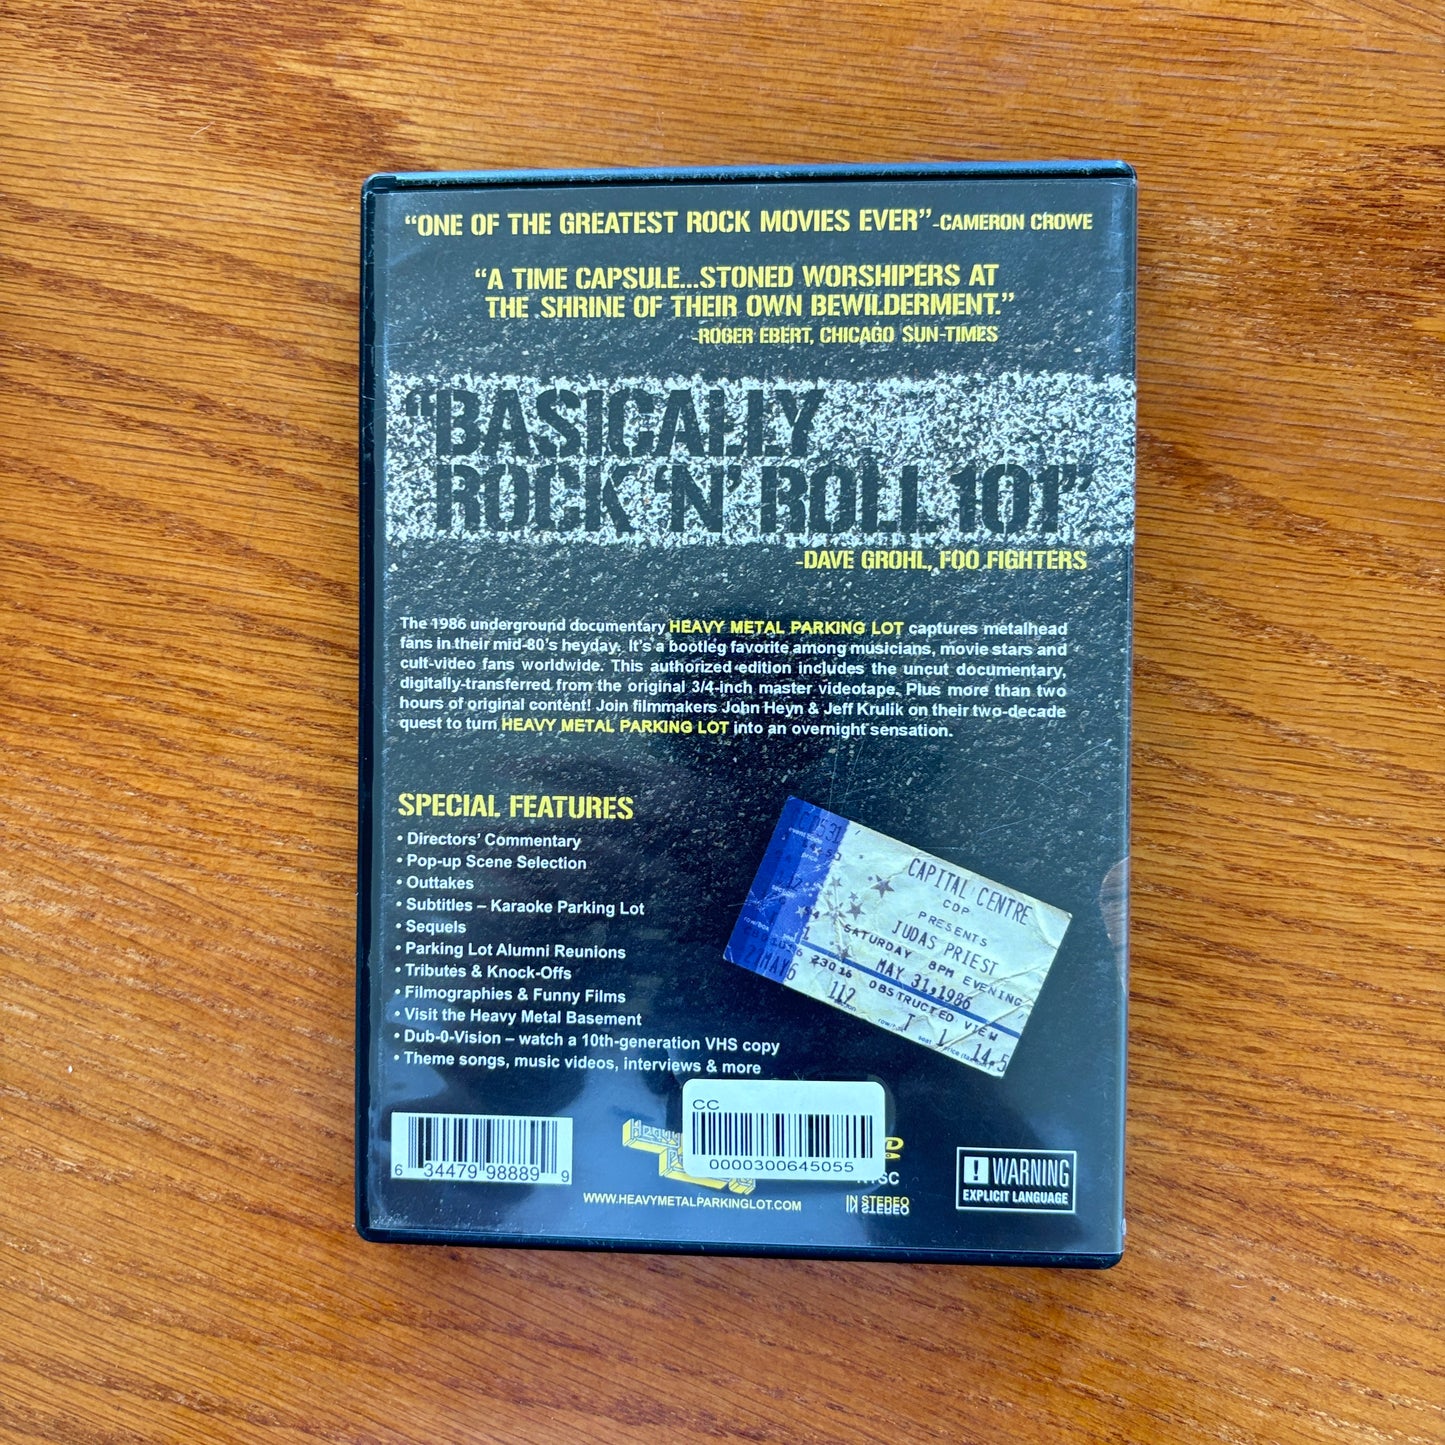 “ONE OF THE GREATEST ROCK MOVIES EVER” -CAMERON CROWE
“A TIME CAPSULE...STONED WORSHIPERS AT
THE SHRINE OF THEIR OWN BEWILDERMENT.”
-ROGER EBERT, CHICAGO SUN-TIMES
“BASICALLY
ROCK ‘N’ ROLL 101”
-DAVE GROHL, FOO FIGHTERS
The 1986 underground documentary HEAVY METAL PARKING LOT captures metalhead
fans in their mid-80’s heyday. It’s a bootleg favorite among musicians, movie stars and
cult-video fans worldwide. This authorized edition includes the uncut documentary,
digitally-transferred from the original 3/4-inch master videotape. Plus more than two
hours of original content! Join filmmakers John Heyn & Jeff Krulik on their two-decade
quest to turn HEAVY METAL PARKING LOT into an overnight sensation.
SPECIAL FEATURES
• Directors’ Commentary
• Pop-up Scene Selection
• Outtakes
• Subtitles – Karaoke Parking Lot
• Sequels
• Parking Lot Alumni Reunions
• Tributes & Knock-Offs
• Filmographies & Funny Films
• Visit the Heavy Metal Basement
• Dub-0-Vision – watch a 10th-generation VHS copy
• Theme songs, music videos, interviews & more
CAPITAL CENTRE
CDP
PRESENTS
JUDAS PRIEST
SATURDAY 8PM EVENING
MAY 31,1986
23016
OBSTRUCTED VIEW
112
T 1 14.5
CC
0000300645055
6 34479 98889 9
WWW.HEAVYMETALPARKINGLOT.COM
IN STEREO
! WARNING
EXPLICIT LANGUAGE